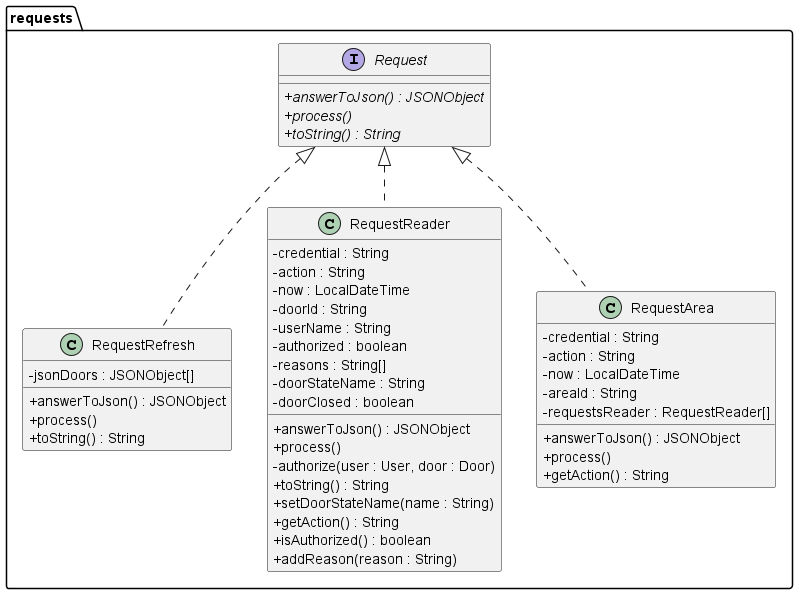 requests
I Request
+answerToJson() : JSONObject
+process()
+toString() : String
C RequestRefresh
-jsonDoors : JSONObject[]
+answerToJson() : JSONObject
+process()
+toString() : String
C RequestReader
-credential : String
-action : String
-now : LocalDateTime
-doorId : String
-userName : String
-authorized : boolean
-reasons : String[]
-doorStateName : String
-doorClosed : boolean
+answerToJson() : JSONObject
+process()
-authorize(user : User, door : Door)
+toString() : String
+setDoorStateName(name : String)
+getAction() : String
+isAuthorized() : boolean
+addReason(reason : String)
C RequestArea
-credential : String
-action : String
-now : LocalDateTime
-areaId : String
-requestsReader : RequestReader[]
+answerToJson() : JSONObject
+process()
+getAction() : String